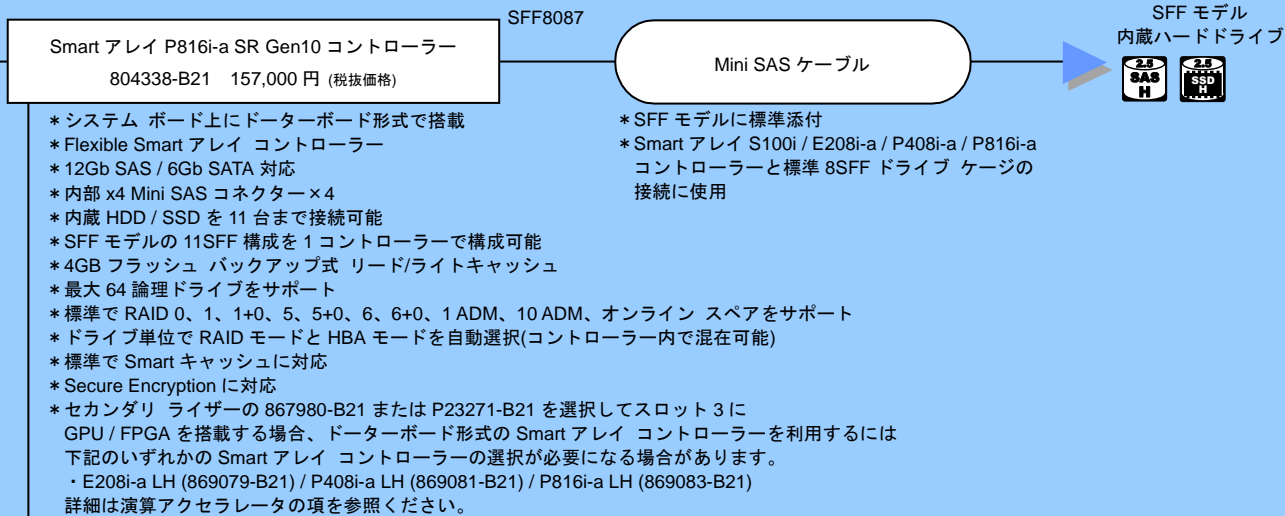 SFF8087
Smart アレイ P816i-a SR Gen10 コントローラー
804338-B21 157,000 円 (税抜価格)
Mini SAS ケーブル
SFF モデル
内蔵ハードドライブ
2.5
SAS
H
2.5
SSD
H
＊システム ボード上にドーターボード形式で搭載
＊Flexible Smart アレイ コントローラー
＊12Gb SAS / 6Gb SATA 対応
＊内部 x4 Mini SAS コネクター×4
＊内蔵 HDD / SSD を 11 台まで接続可能
＊SFF モデルの 11SFF 構成を 1 コントローラーで構成可能
＊4GB フラッシュ バックアップ式 リード/ライトキャッシュ
＊最大 64 論理ドライブをサポート
＊標準で RAID 0、1、1+0、5、5+0、6、6+0、1 ADM、10 ADM、オンライン スペアをサポート
＊ドライブ単位で RAID モードと HBA モードを自動選択(コントローラー内で混在可能)
＊標準で Smart キャッシュに対応
＊Secure Encryption に対応
＊セカンダリ ライザーの 867980-B21 または P23271-B21 を選択してスロット 3 に
GPU / FPGA を搭載する場合、ドーターボード形式の Smart アレイ コントローラーを利用するには
下記のいずれかの Smart アレイ コントローラーの選択が必要になる場合があります。
・E208i-a LH (869079-B21) / P408i-a LH (869081-B21) / P816i-a LH (869083-B21)
詳細は演算アクセラレータの項を参照ください。
＊SFF モデルに標準添付
＊Smart アレイ S100i / E208i-a / P408i-a / P816i-a
コントローラーと標準 8SFF ドライブ ケージの
接続に使用